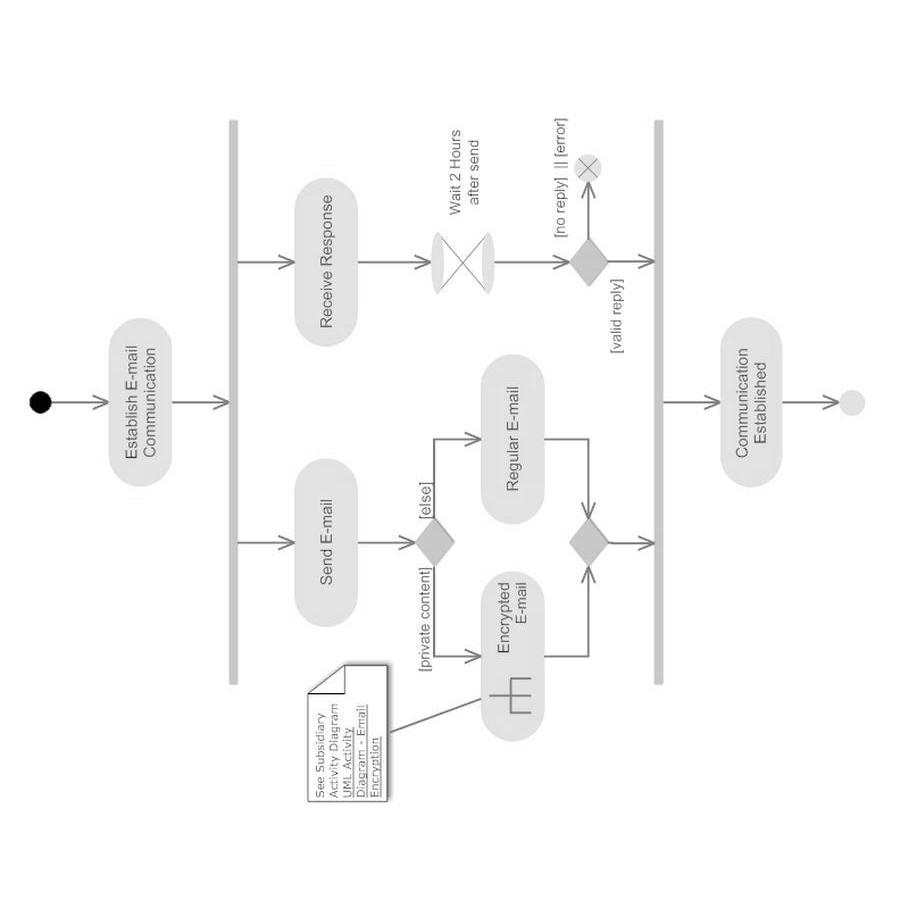 Establish E-mail
Communication
Send E-mail
Receive Response
[private content]
[else]
Wait 2 Hours
after send
See Subsidiary
Activity Diagram
UML Activity
Diagram - Email
Encryption
Encrypted
E-mail
Regular E-mail
[no reply] || [error]
[valid reply]
Communication
Established